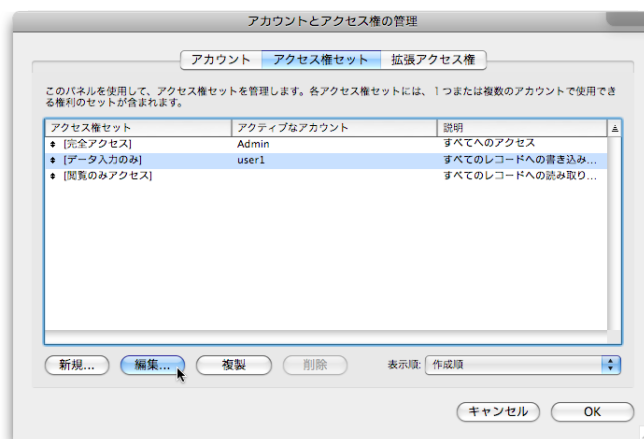 アカウントとアクセス権の管理
アカウント アクセス権セット 拡張アクセス権
このパネルを使用して、アクセス権セットを管理します。各アクセス権セットには、1つまたは複数のアカウントで使用でき
る権利のセットが含まれます。
アクセス権セット アクティブなアカウント 説明
[完全アクセス] Admin すべてへのアクセス
[データ入力のみ] user1 すべてのレコードへの書き込み...
[閲覧のみアクセス] すべてのレコードへの読み取り...
新規... 編集... 複製 削除 表示順: 作成順
キャンセル OK